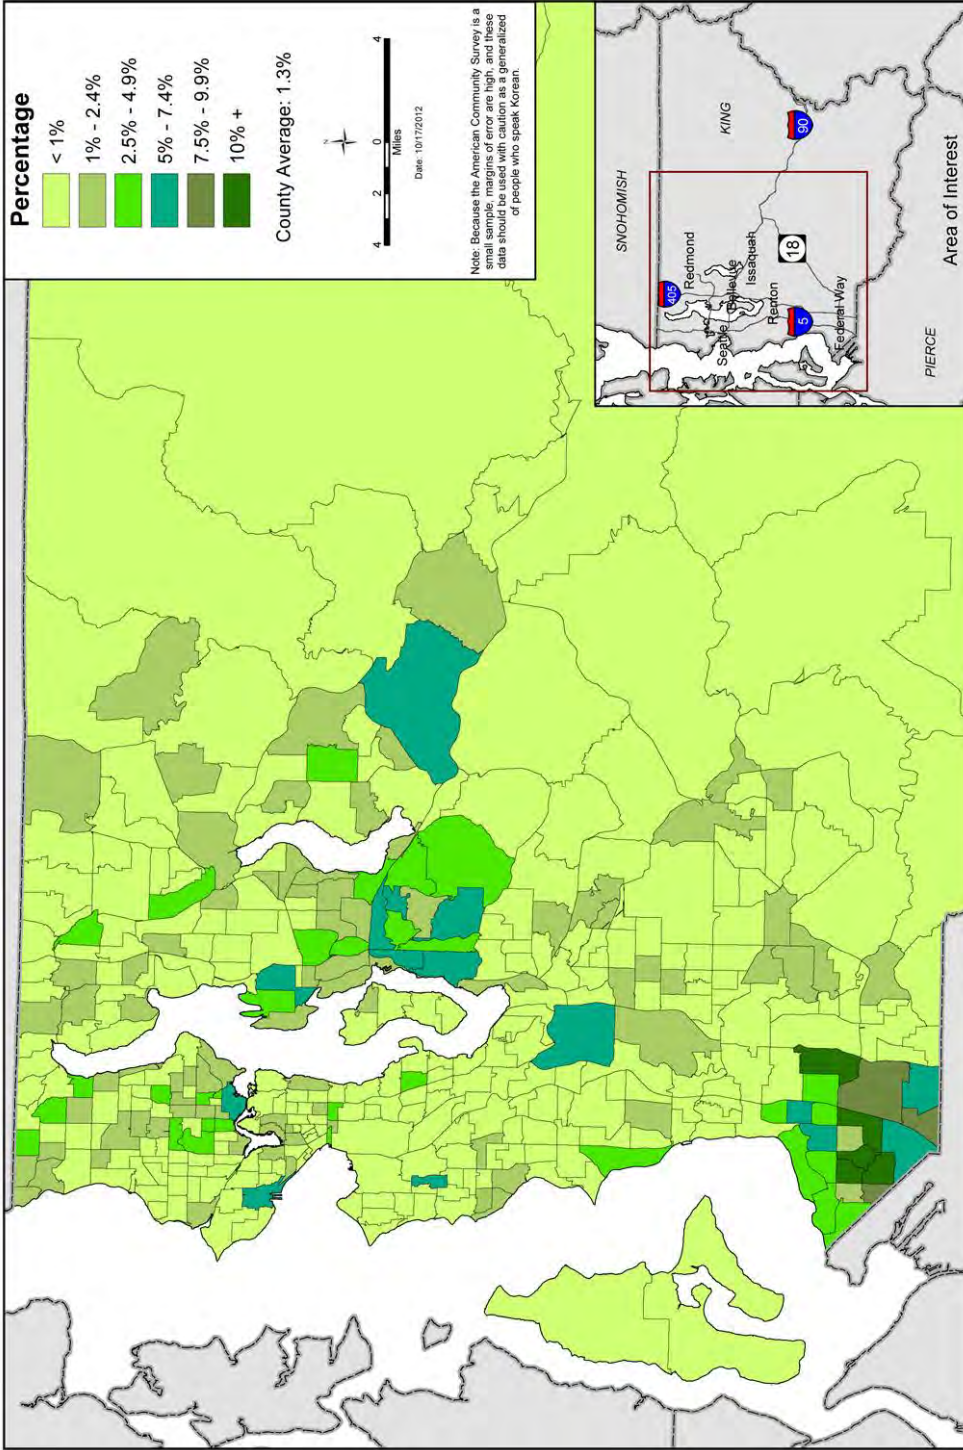 Percentage
< 1%
1% - 2.4%
2.5% - 4.9%
5% - 7.4%
7.5% - 9.9%
10% +
County Average: 1.3%
N
4 2 0 4
Miles
Date: 10/17/2012
Note: Because the American Community Survey is a
small sample, margins of error are high, and these
data should be used with caution as a generalized
of people who speak Korean.
SNOHOMISH
KING
PIERCE
405
Redmond
Seattle
Bellevue
Issaquah
90
Renton
18
5
Federal Way
Area of Interest